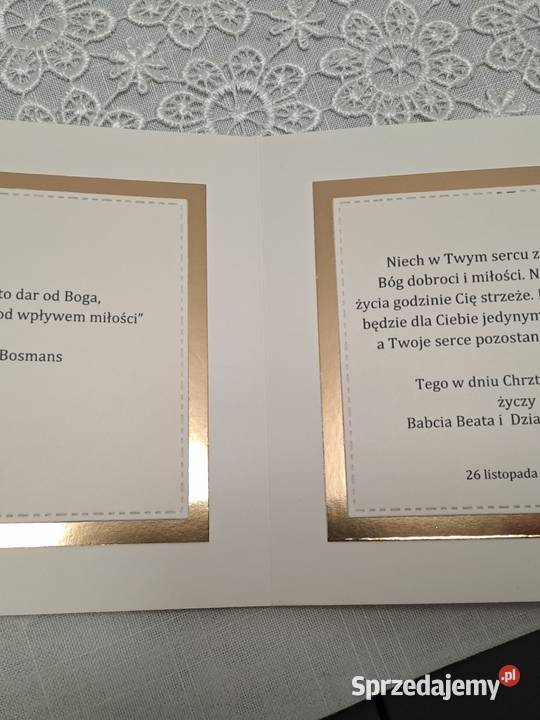 to dar od Boga,
od wpływem miłości”
Bosmans
Niech w Twym sercu z
Bóg dobroci i miłości. N
życia godzinie Cię strzeże.
będzie dla Ciebie jedynym
a Twoje serce pozostan
Tego w dniu Chrzt
życzy
Babcia Beata i Dzia
26 listopada
Sprzedajemy.pl